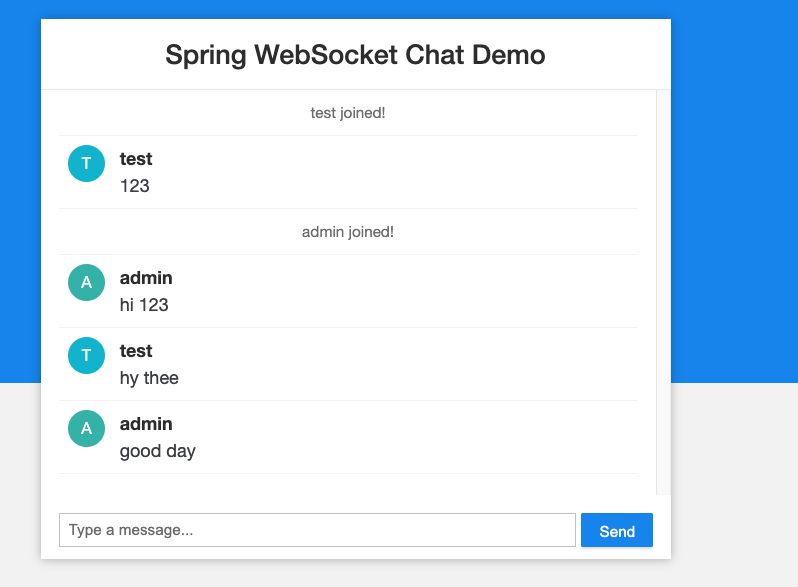 Spring WebSocket Chat Demo
test joined!
T
test
123
admin joined!
A
admin
hi 123
T
test
hy thee
A
admin
good day
Type a message...
Send